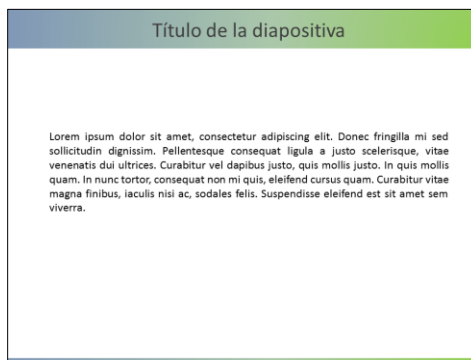 Título de la diapositiva
Lorem ipsum dolor sit amet, consectetur adipiscing elit. Donec fringilla mi sed
sollicitudin dignissim. Pellentesque consequat ligula a justo scelerisque, vitae
venenatis dui ultrices. Curabitur vel dapibus justo, quis mollis justo. In quis mollis
quam. In nunc tortor, consequat non mi quis, eleifend cursus quam. Curabitur vitae
magna finibus, iaculis nisi ac, sodales felis. Suspendisse eleifend est sit amet sem
viverra.